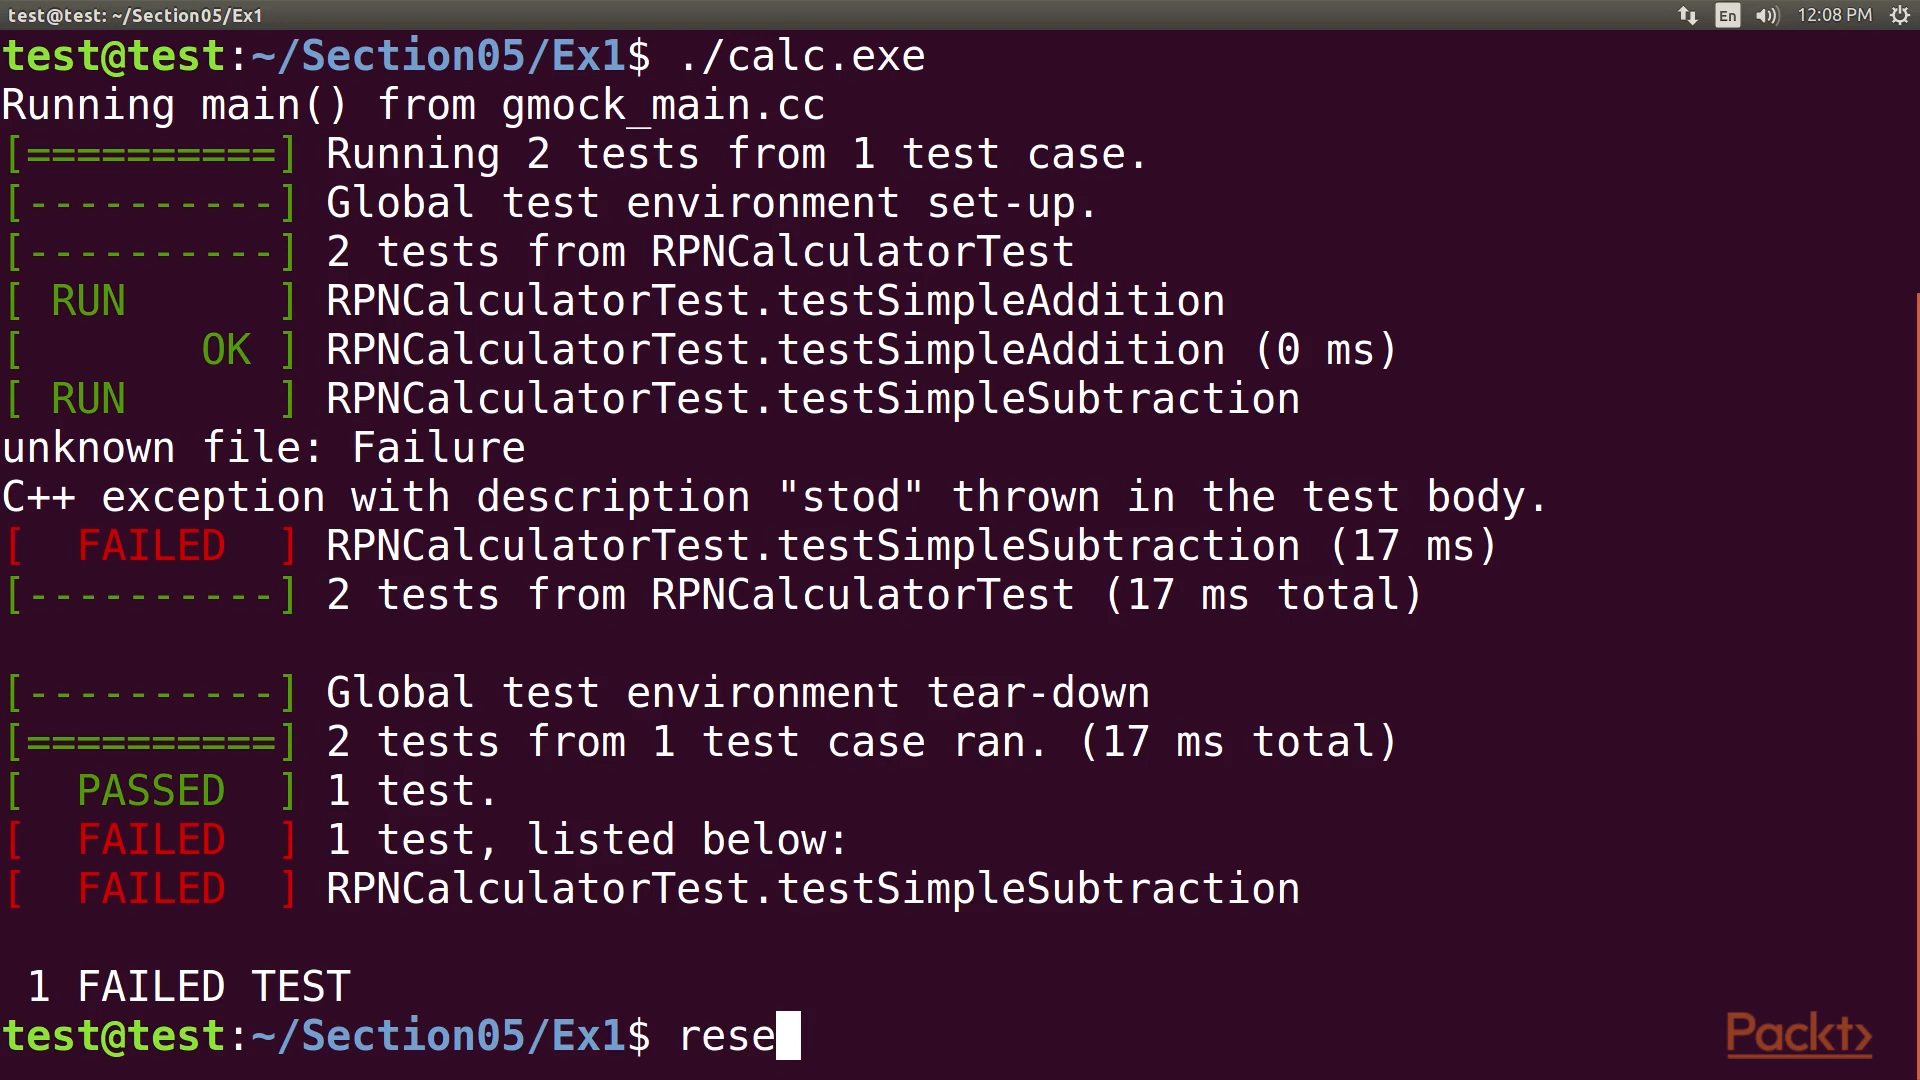 test@test: ~/Section05/Ex1
En
12:08 PM
test@test:~/Section05/Ex1$ ./calc.exe
Running main() from gmock_main.cc
[==========] Running 2 tests from 1 test case.
[----------] Global test environment set-up.
[----------] 2 tests from RPNCalculatorTest
[ RUN      ] RPNCalculatorTest.testSimpleAddition
[       OK ] RPNCalculatorTest.testSimpleAddition (0 ms)
[ RUN      ] RPNCalculatorTest.testSimpleSubtraction
unknown file: Failure
C++ exception with description "stod" thrown in the test body.
[  FAILED  ] RPNCalculatorTest.testSimpleSubtraction (17 ms)
[----------] 2 tests from RPNCalculatorTest (17 ms total)
[----------] Global test environment tear-down
[==========] 2 tests from 1 test case ran. (17 ms total)
[  PASSED  ] 1 test.
[  FAILED  ] 1 test, listed below:
[  FAILED  ] RPNCalculatorTest.testSimpleSubtraction
 1 FAILED TEST
test@test:~/Section05/Ex1$ rese
Packt>